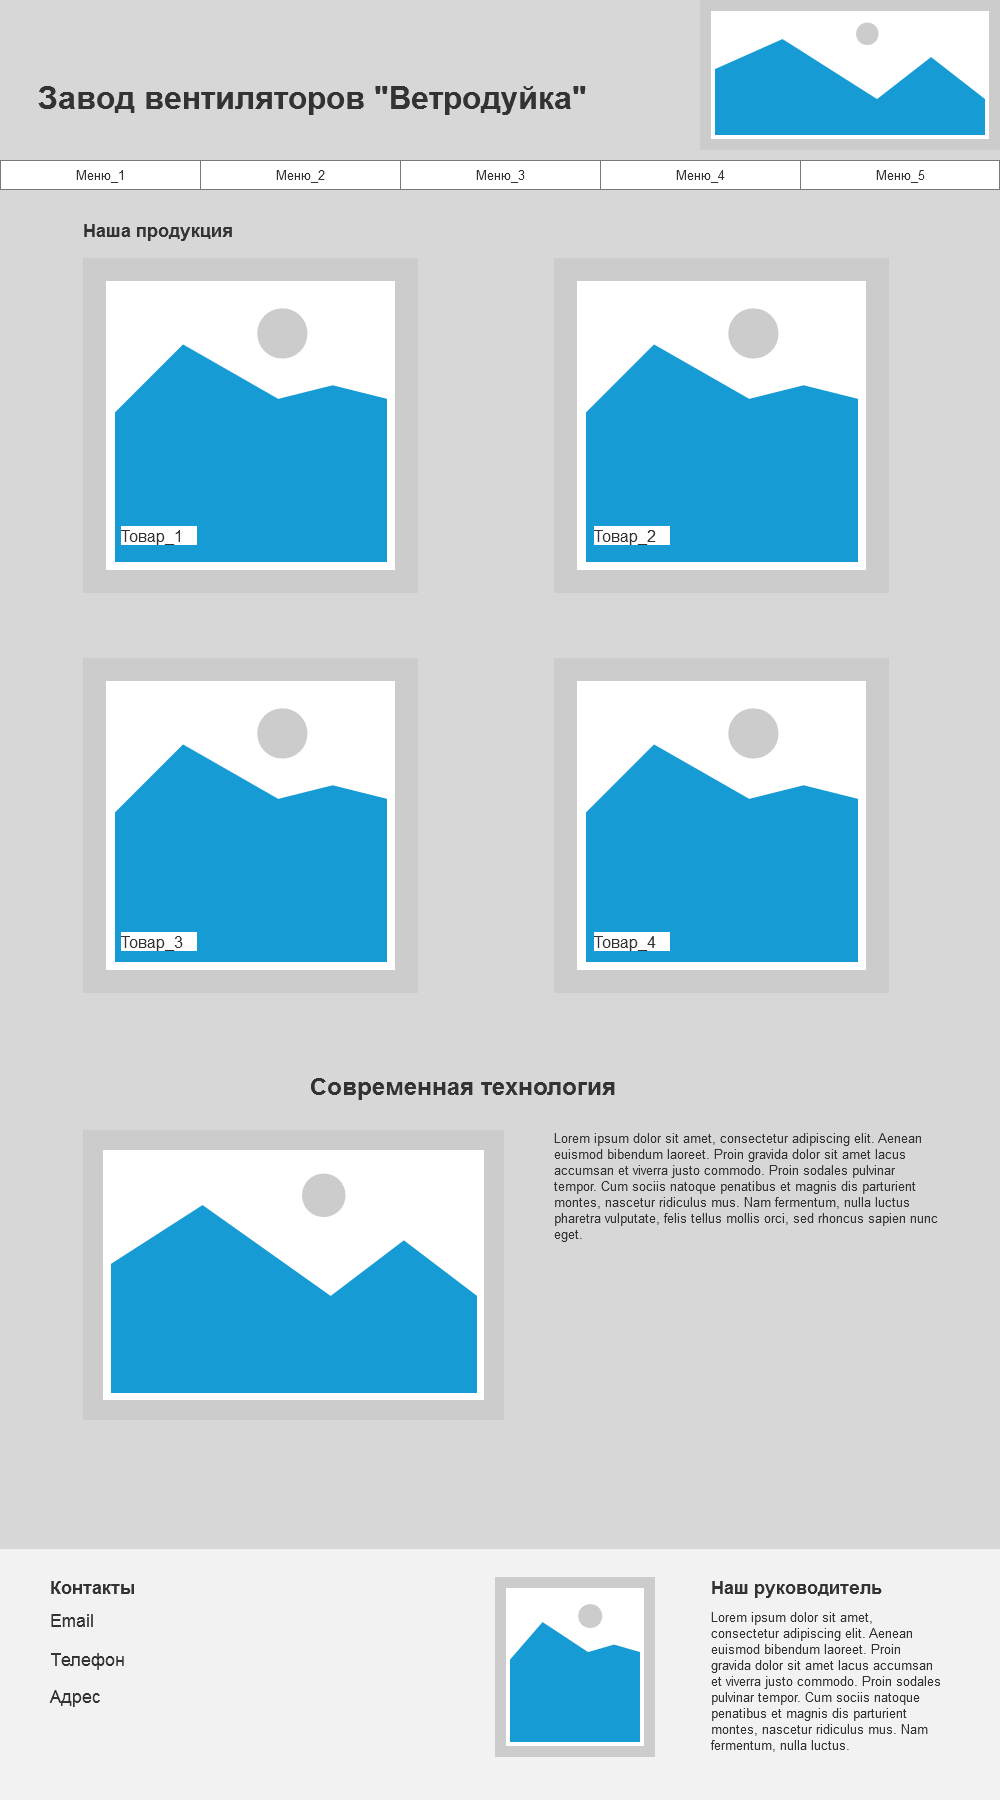 Завод вентиляторов "Ветродуйка"
Меню_1
Меню_2
Меню_3
Меню_4
Меню_5
Наша продукция
Товар_1
Товар_2
Товар_3
Товар_4
Современная технология
Lorem ipsum dolor sit amet, consectetur adipiscing elit. Aenean
euismod bibendum laoreet. Proin gravida dolor sit amet lacus
accumsan et viverra justo commodo. Proin sodales pulvinar
tempor. Cum sociis natoque penatibus et magnis dis parturient
montes, nascetur ridiculus mus. Nam fermentum, nulla luctus
pharetra vulputate, felis tellus mollis orci, sed rhoncus sapien nunc
eget.
Контакты
Email
Телефон
Адрес
Наш руководитель
Lorem ipsum dolor sit amet,
consectetur adipiscing elit. Aenean
euismod bibendum laoreet. Proin
gravida dolor sit amet lacus accumsan
et viverra justo commodo. Proin sodales
pulvinar tempor. Cum sociis natoque
penatibus et magnis dis parturient
montes, nascetur ridiculus mus. Nam
fermentum, nulla luctus.